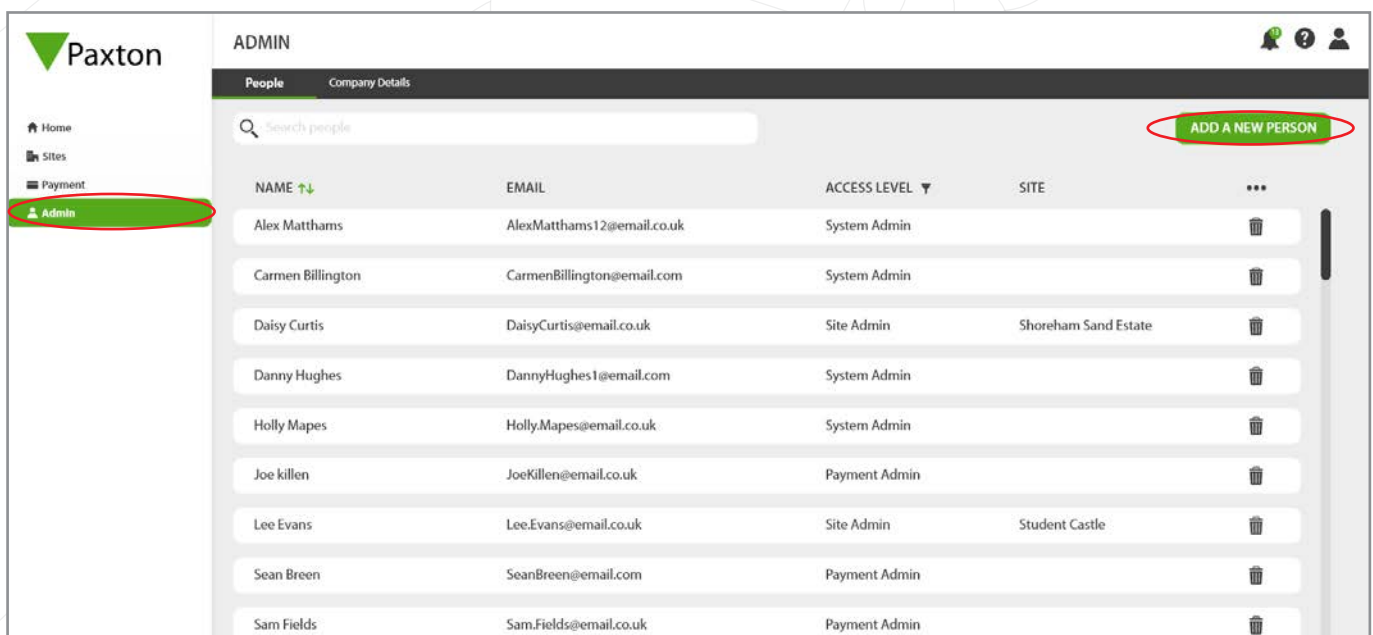 Paxton
ADMIN
13
People Company Details
Home
Search people
ADD A NEW PERSON
Sites
Payment
NAME EMAIL ACCESS LEVEL SITE
Admin
Alex Matthams AlexMatthams12@email.co.uk System Admin
Carmen Billington CarmenBillington@email.com System Admin
Daisy Curtis DaisyCurtis@email.co.uk Site Admin Shoreham Sand Estate
Danny Hughes DannyHughes1@email.com System Admin
Holly Mapes Holly.Mapes@email.co.uk System Admin
Joe killen JoeKillen@email.co.uk Payment Admin
Lee Evans Lee.Evans@email.co.uk Site Admin Student Castle
Sean Breen SeanBreen@email.com Payment Admin
Sam Fields Sam.Fields@email.co.uk Payment Admin